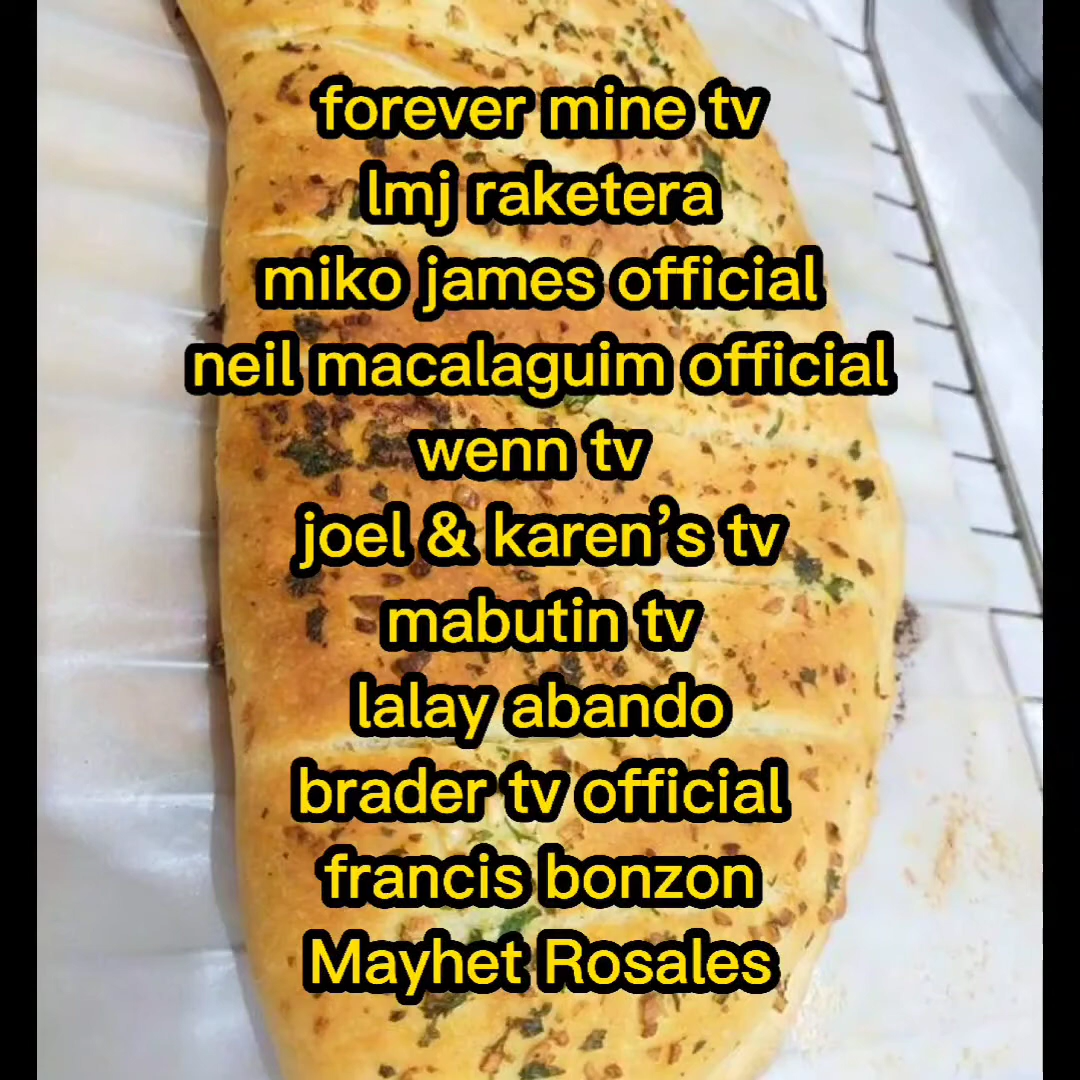 forever mine tv
lmj raketera
miko james official
neil macalaguim official
wenn tv
joel & karen’s tv
mabutin tv
lalay abando
brader tv official
francis bonzon
Mayhet Rosales